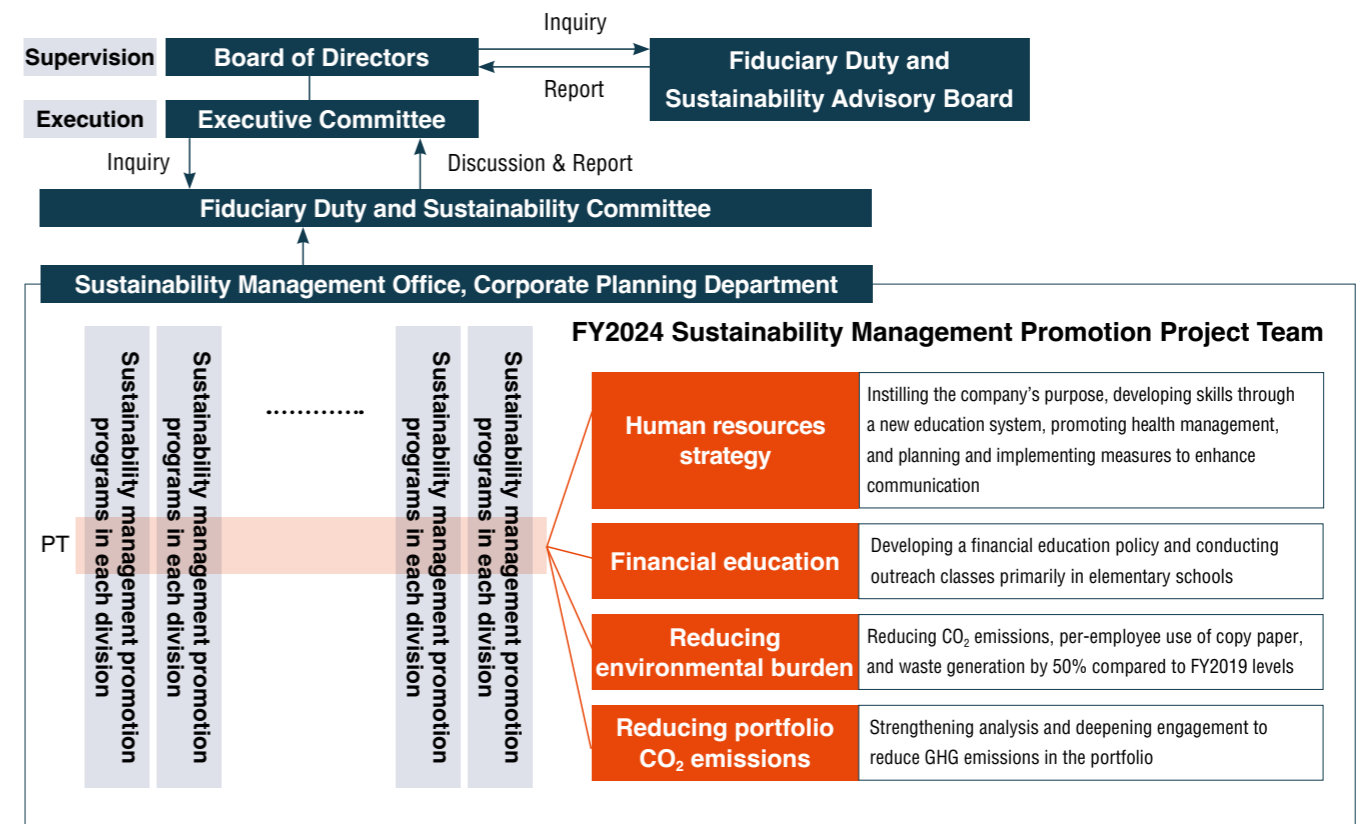 Inquiry
Supervision
Board of Directors
Fiduciary Duty and
Sustainability Advisory Board
Report
Execution
Executive Committee
Inquiry
Discussion & Report
Fiduciary Duty and Sustainability Committee
Sustainability Management Office, Corporate Planning Department
FY2024 Sustainability Management Promotion Project Team
PT
Sustainability management promotion
programs in each division
Sustainability management promotion
programs in each division
.............
Sustainability management promotion
programs in each division
Sustainability management promotion
programs in each division
Human resources
strategy
Instilling the company’s purpose, developing skills through
a new education system, promoting health management,
and planning and implementing measures to enhance
communication
Financial education
Developing a financial education policy and conducting
outreach classes primarily in elementary schools
Reducing
environmental burden
Reducing CO₂ emissions, per-employee use of copy paper,
and waste generation by 50% compared to FY2019 levels
Reducing portfolio
CO₂ emissions
Strengthening analysis and deepening engagement to
reduce GHG emissions in the portfolio